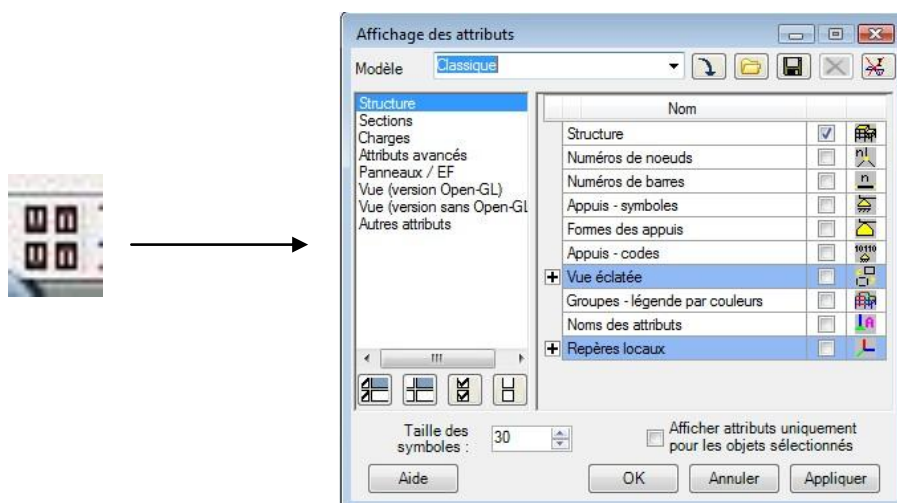 Affichage des attributs
Modèle Classique
Structure
Sections
Charges
Attributs avancés
Panneaux / EF
Vue (version Open-GL)
Vue (version sans Open-GL
Autres attributs
Nom
Structure
Numéros de noeuds
Numéros de barres
Appuis - symboles
Formes des appuis
Appuis - codes
Vue éclatée
Groupes - légende par couleurs
Noms des attributs
Repères locaux
Taille des
symboles : 30
Afficher attributs uniquement
pour les objets sélectionnés
Aide OK Annuler Appliquer